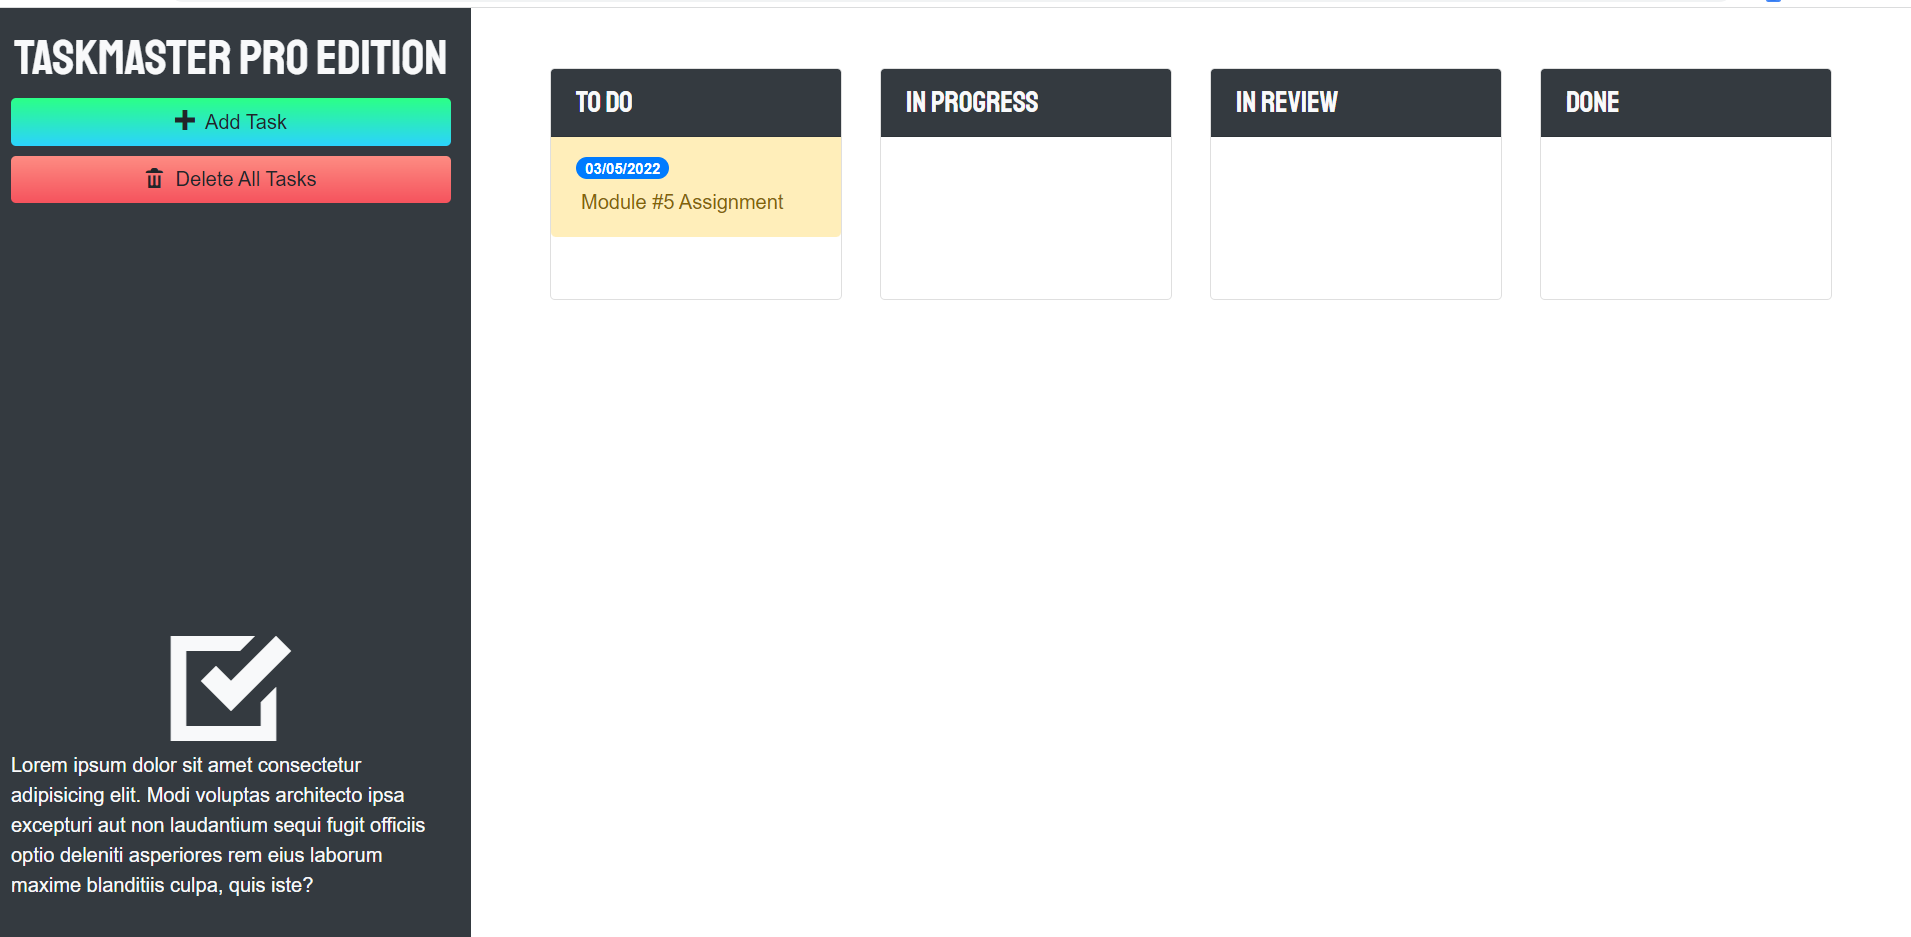 TASKMASTER PRO EDITION
Add Task
Delete All Tasks
Lorem ipsum dolor sit amet consectetur
adipisicing elit. Modi voluptas architecto ipsa
excepturi aut non laudantium sequi fugit officiis
optio deleniti asperiores rem eius laborum
maxime blanditiis culpa, quis iste?
TO DO
03/05/2022
Module #5 Assignment
IN PROGRESS
IN REVIEW
DONE